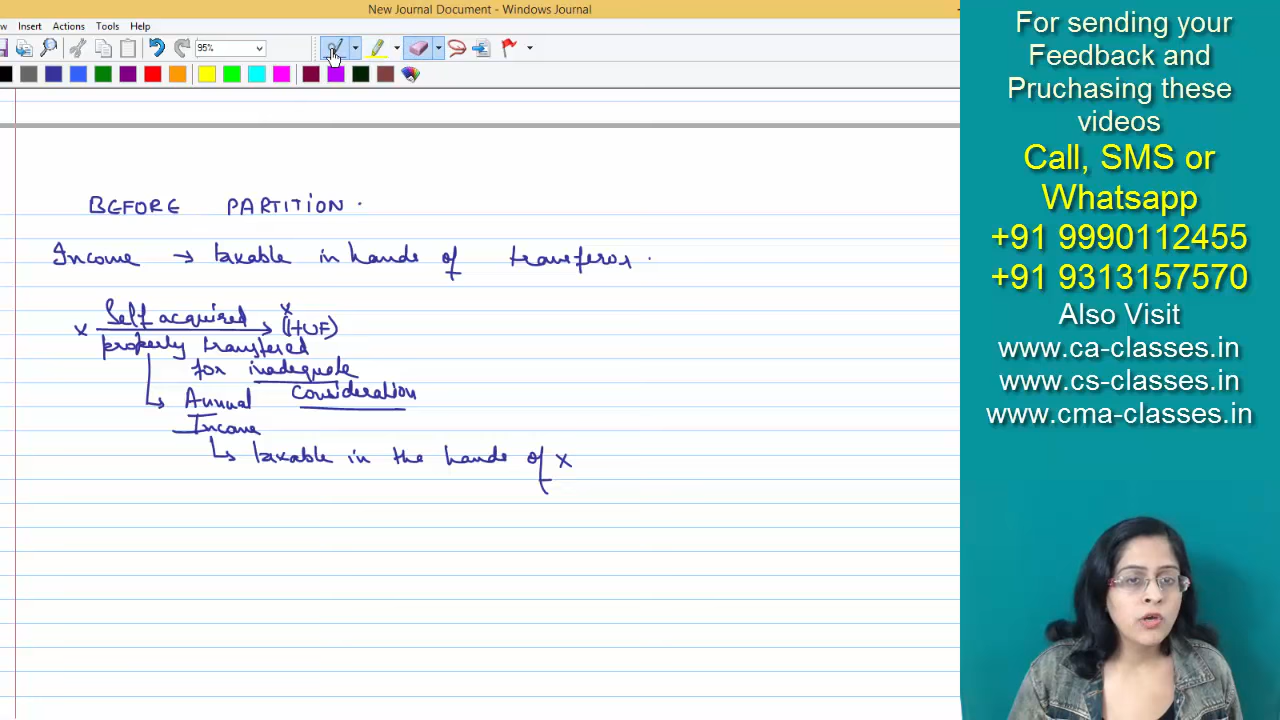 New Journal Document - Windows Journal
Insert Actions Tools Help
95%
BEFORE PARTITION.
Income → taxable in hands of transferor.
Self acquired
x
x → (HUF)
property transferred
for inadequate
consideration
Annual
Income
taxable in the hands of x
For sending your
Feedback and
Pruchasing these
videos
Call, SMS or
Whatsapp
+91 9990112455
+91 9313157570
Also Visit
www.ca-classes.in
www.cs-classes.in
www.cma-classes.in